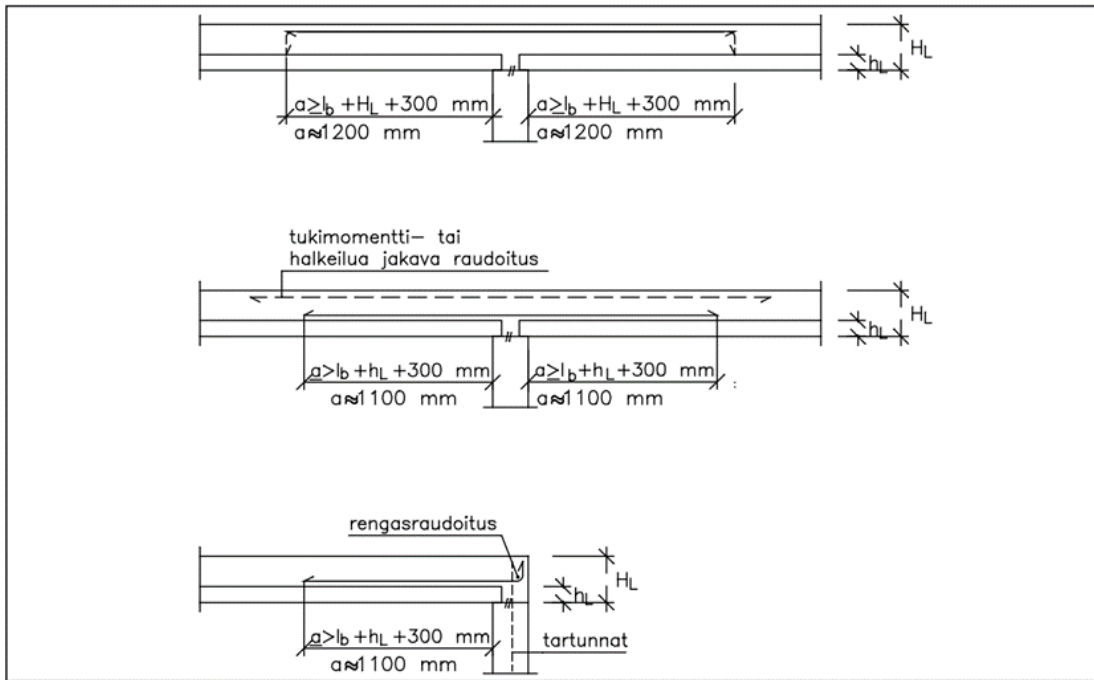 H_L
h_L
a≥l_b +H_L +300 mm
a≈1200 mm
a≥l_b +H_L +300 mm
a≈1200 mm
tukimomentti– tai
halkeilua jakava raudoitus
H_L
h_L
a>l_b +h_L +300 mm
a≈1100 mm
a≥l_b +h_L +300 mm
a≈1100 mm
:
rengasraudoitus
H_L
h_L
a>l_b +h_L +300 mm
a≈1100 mm
tartunnat